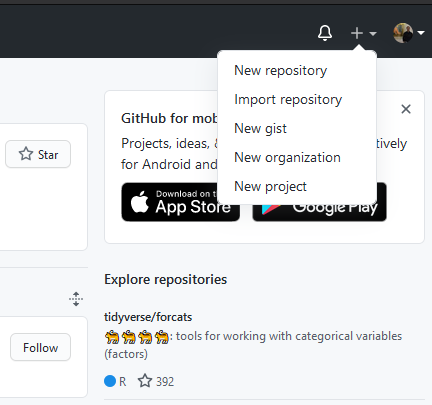 New repository
Import repository
New gist
New organization
New project
GitHub for mob
Projects, ideas,
tively
for Android and
Download on the
App Store
Google Play
Star
Explore repositories
tidyverse/forcats
🐈🐈🐈🐈: tools for working with categorical variables
(factors)
R 392
Follow